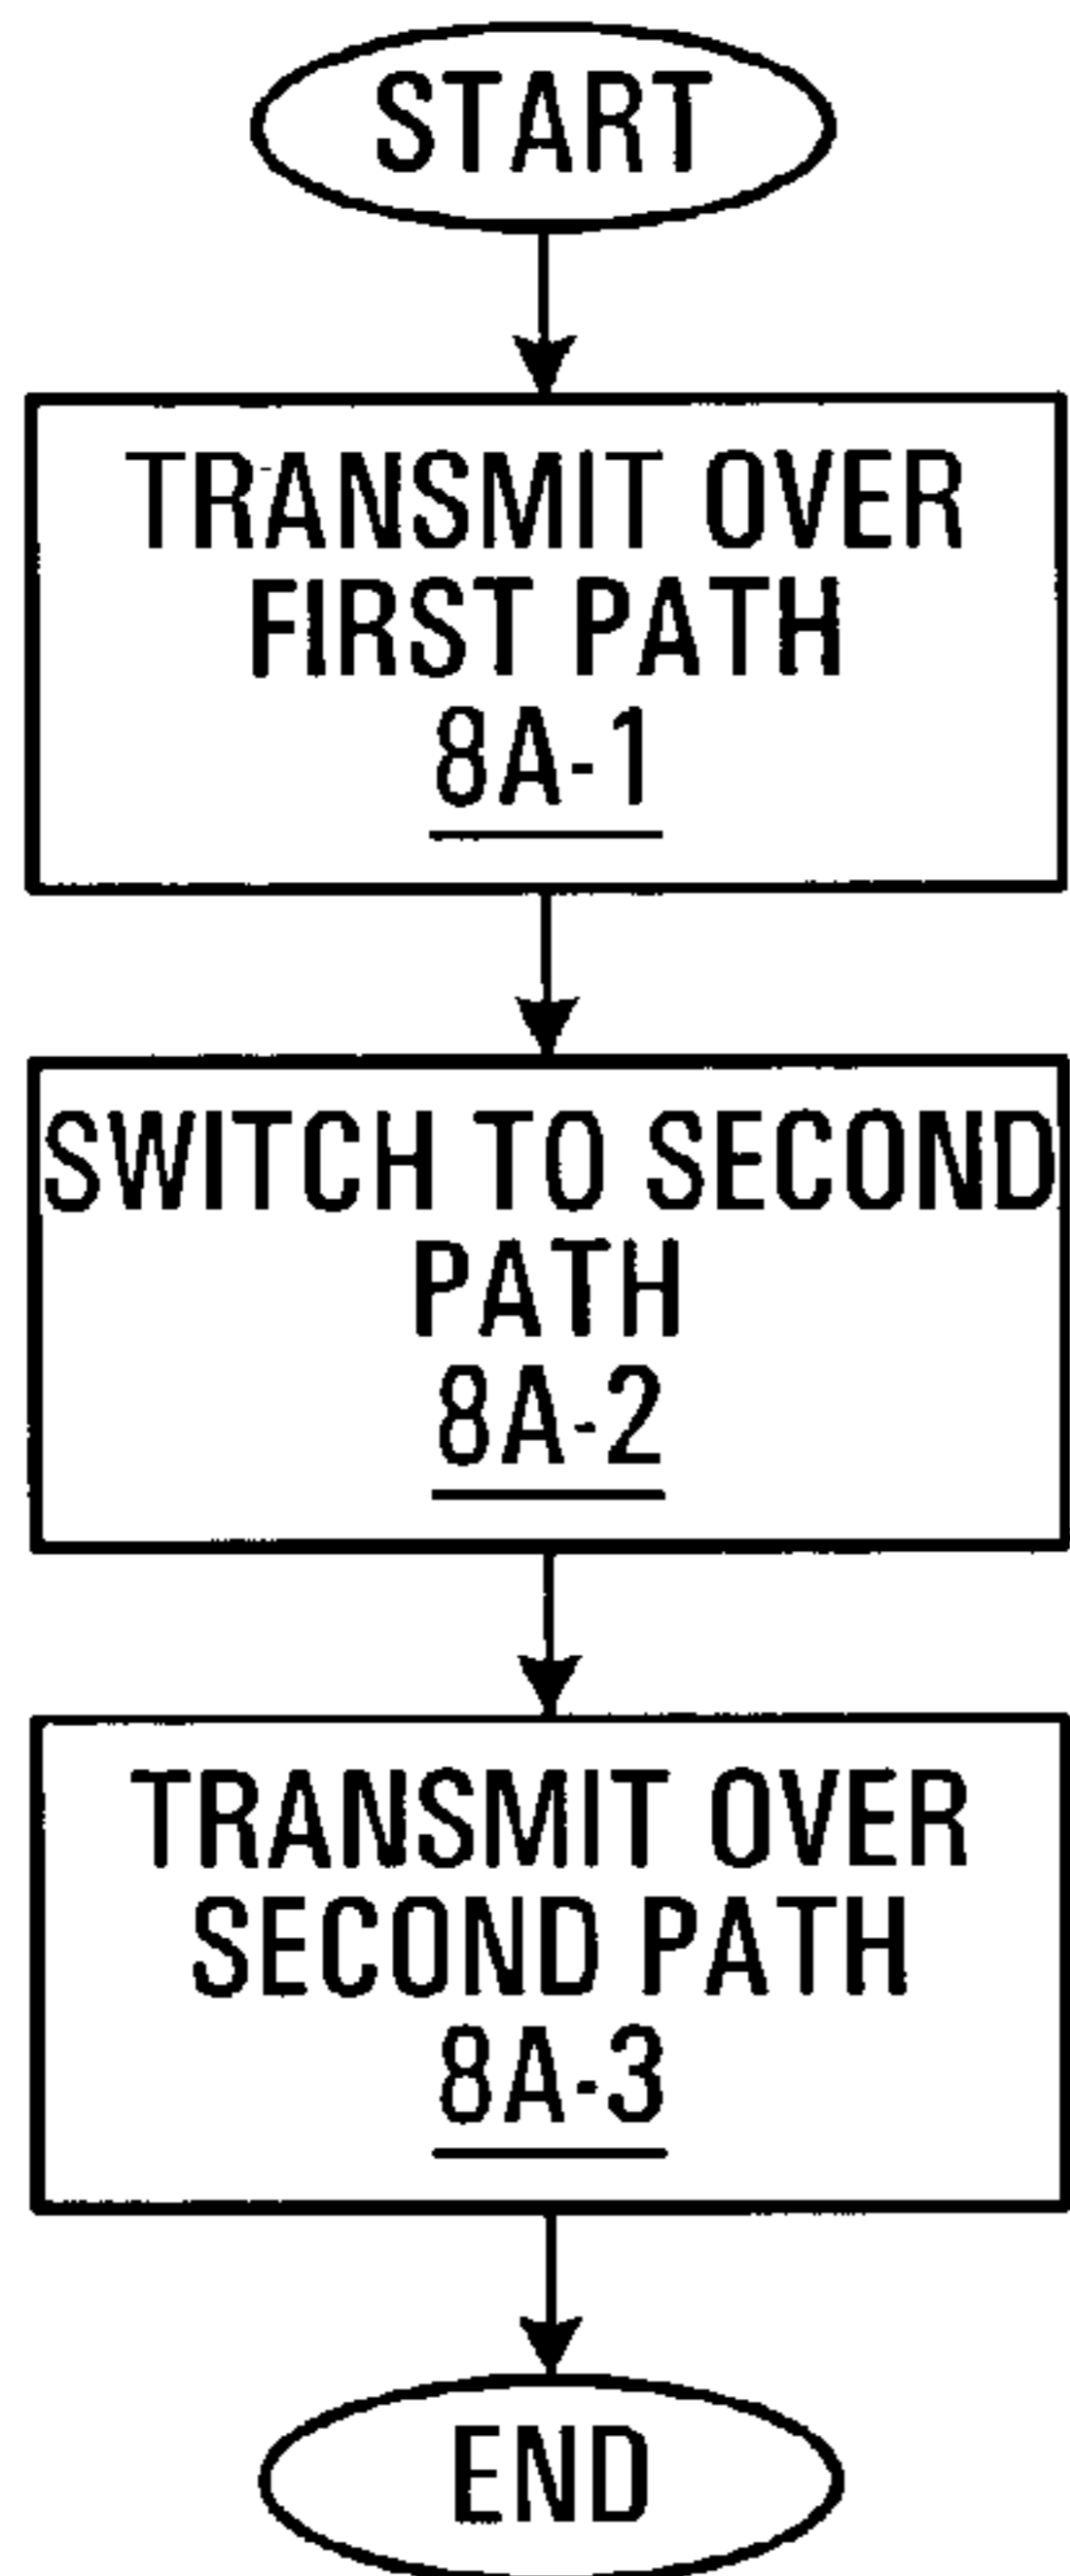 START
TRANSMIT OVER
FIRST PATH
8A-1
SWITCH TO SECOND
PATH
8A-2
TRANSMIT OVER
SECOND PATH
8A-3
END